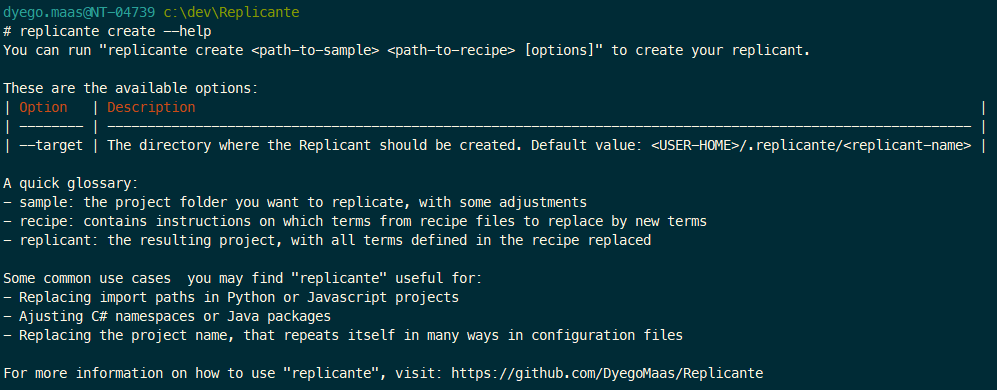 dyego.maas@NT-04739 c:\dev\Replicante
# replicante create --help
You can run "replicante create <path-to-sample> <path-to-recipe> [options]" to create your replicant.
These are the available options:
| Option   | Description                                                                                                  |
| -------- | ------------------------------------------------------------------------------------------------------------ |
| --target | The directory where the Replicant should be created. Default value: <USER-HOME>/.replicante/<replicant-name> |
A quick glossary:
- sample: the project folder you want to replicate, with some adjustments
- recipe: contains instructions on which terms from recipe files to replace by new terms
- replicant: the resulting project, with all terms defined in the recipe replaced
Some common use cases  you may find "replicante" useful for:
- Replacing import paths in Python or Javascript projects
- Ajusting C# namespaces or Java packages
- Replacing the project name, that repeats itself in many ways in configuration files
For more information on how to use "replicante", visit: https://github.com/DyegoMaas/Replicante